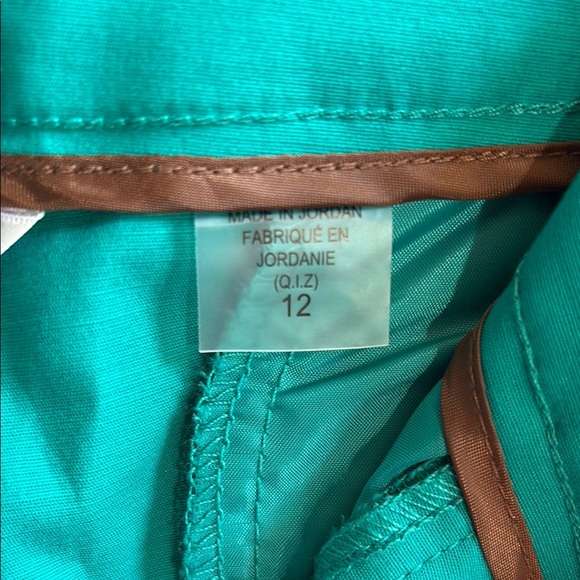 MADE IN JORDAN
FABRIQUÉ EN
JORDANIE
(Q.I.Z)
12